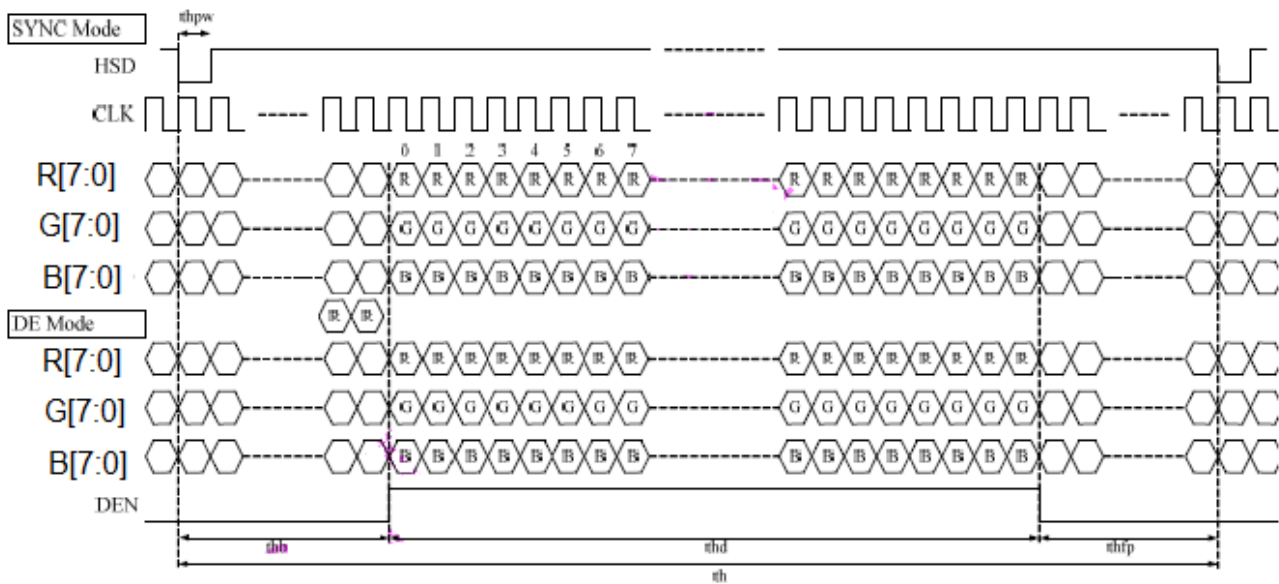 thpw
SYNC Mode
HSD
CLK
0 1 2 3 4 5 6 7
R[7:0] R R R R R R R R R R R R R R R R
G[7:0] G G G G G G G G G G G G G G G G
B[7:0] B B B B B B B B B B B B B B B B
R R
DE Mode
R[7:0] R R R R R R R R R R R R R R R R
G[7:0] G G G G G G G G G G G G G G G G
B[7:0] B B B B B B B B B B B B B B B B
DEN
thb thd thfp
th